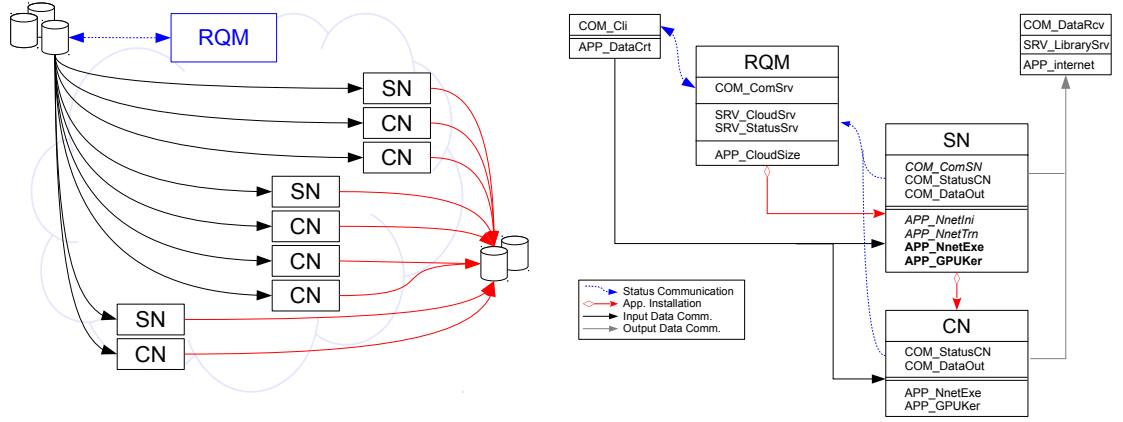 RQM
SN
CN
CN
SN
CN
CN
CN
SN
CN
COM_Cli
APP_DataCrt
RQM
COM_ComSrv
SRV_CloudSrv
SRV_StatusSrv
APP_CloudSize
COM_DataRcv
SRV_LibrarySrv
APP_internet
SN
COM_ComSN
COM_StatusCN
COM_DataOut
APP_NnetIni
APP_NnetTrn
APP_NnetExe
APP_GPUKer
Status Communication
App. Installation
Input Data Comm.
Output Data Comm.
CN
COM_StatusCN
COM_DataOut
APP_NnetExe
APP_GPUKer